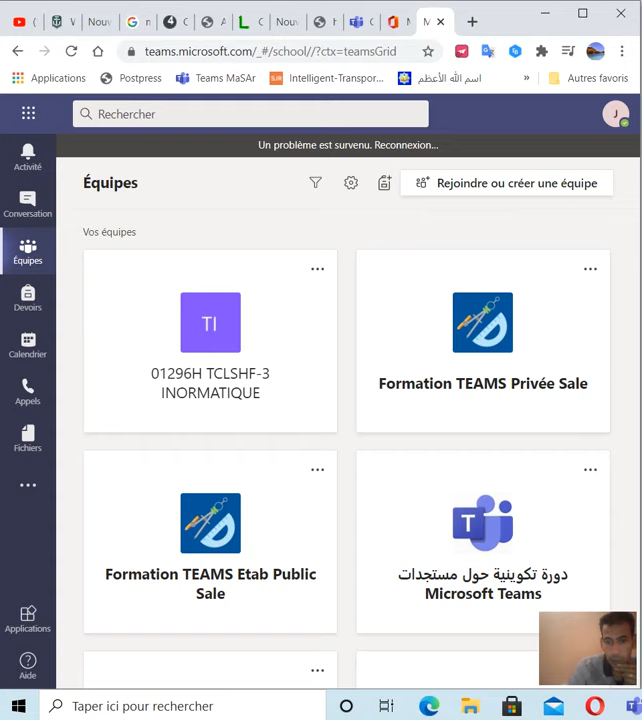 (
W
Nouv
m
C
A
C
Nouv
h
C
M
M
teams.microsoft.com/_#/school//?ctx=teamsGrid
Applications
Postpress
Teams MaSAr
Intelligent-Transpor...
اسم الله الأعظم
»
Autres favoris
Rechercher
J
Un problème est survenu. Reconnexion...
Activité
Conversation
Équipes
Devoirs
Calendrier
Appels
Fichiers
Applications
Aide
Équipes
Rejoindre ou créer une équipe
Vos équipes
TI
01296H TCLSHF-3
INORMATIQUE
Formation TEAMS Privée Sale
Formation TEAMS Etab Public
Sale
T
دورة تكوينية حول مستجدات
Microsoft Teams
Taper ici pour rechercher